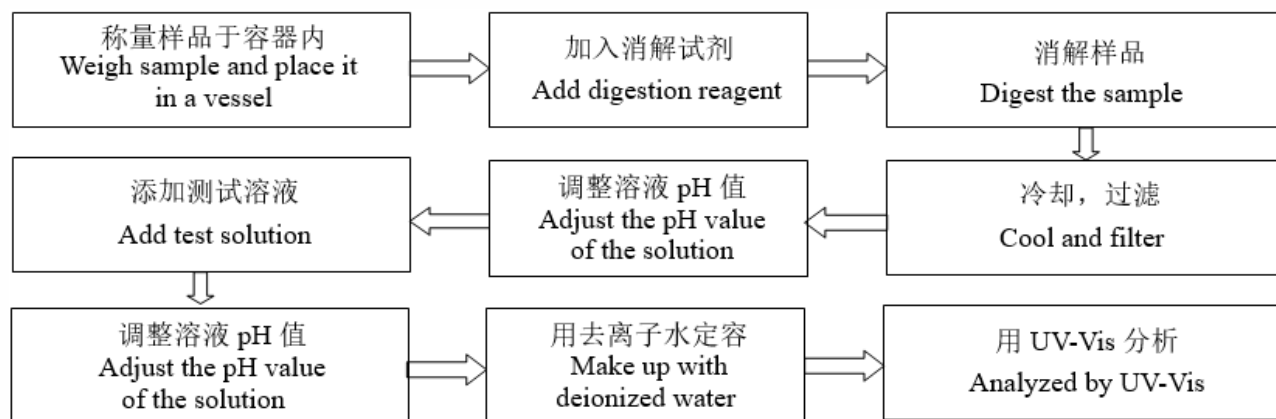 称量样品于容器内
Weigh sample and place it
in a vessel
加入消解试剂
Add digestion reagent
消解样品
Digest the sample
冷却，过滤
Cool and filter
调整溶液 pH 值
Adjust the pH value
of the solution
添加测试溶液
Add test solution
调整溶液 pH 值
Adjust the pH value
of the solution
用去离子水定容
Make up with
deionized water
用 UV-Vis 分析
Analyzed by UV-Vis